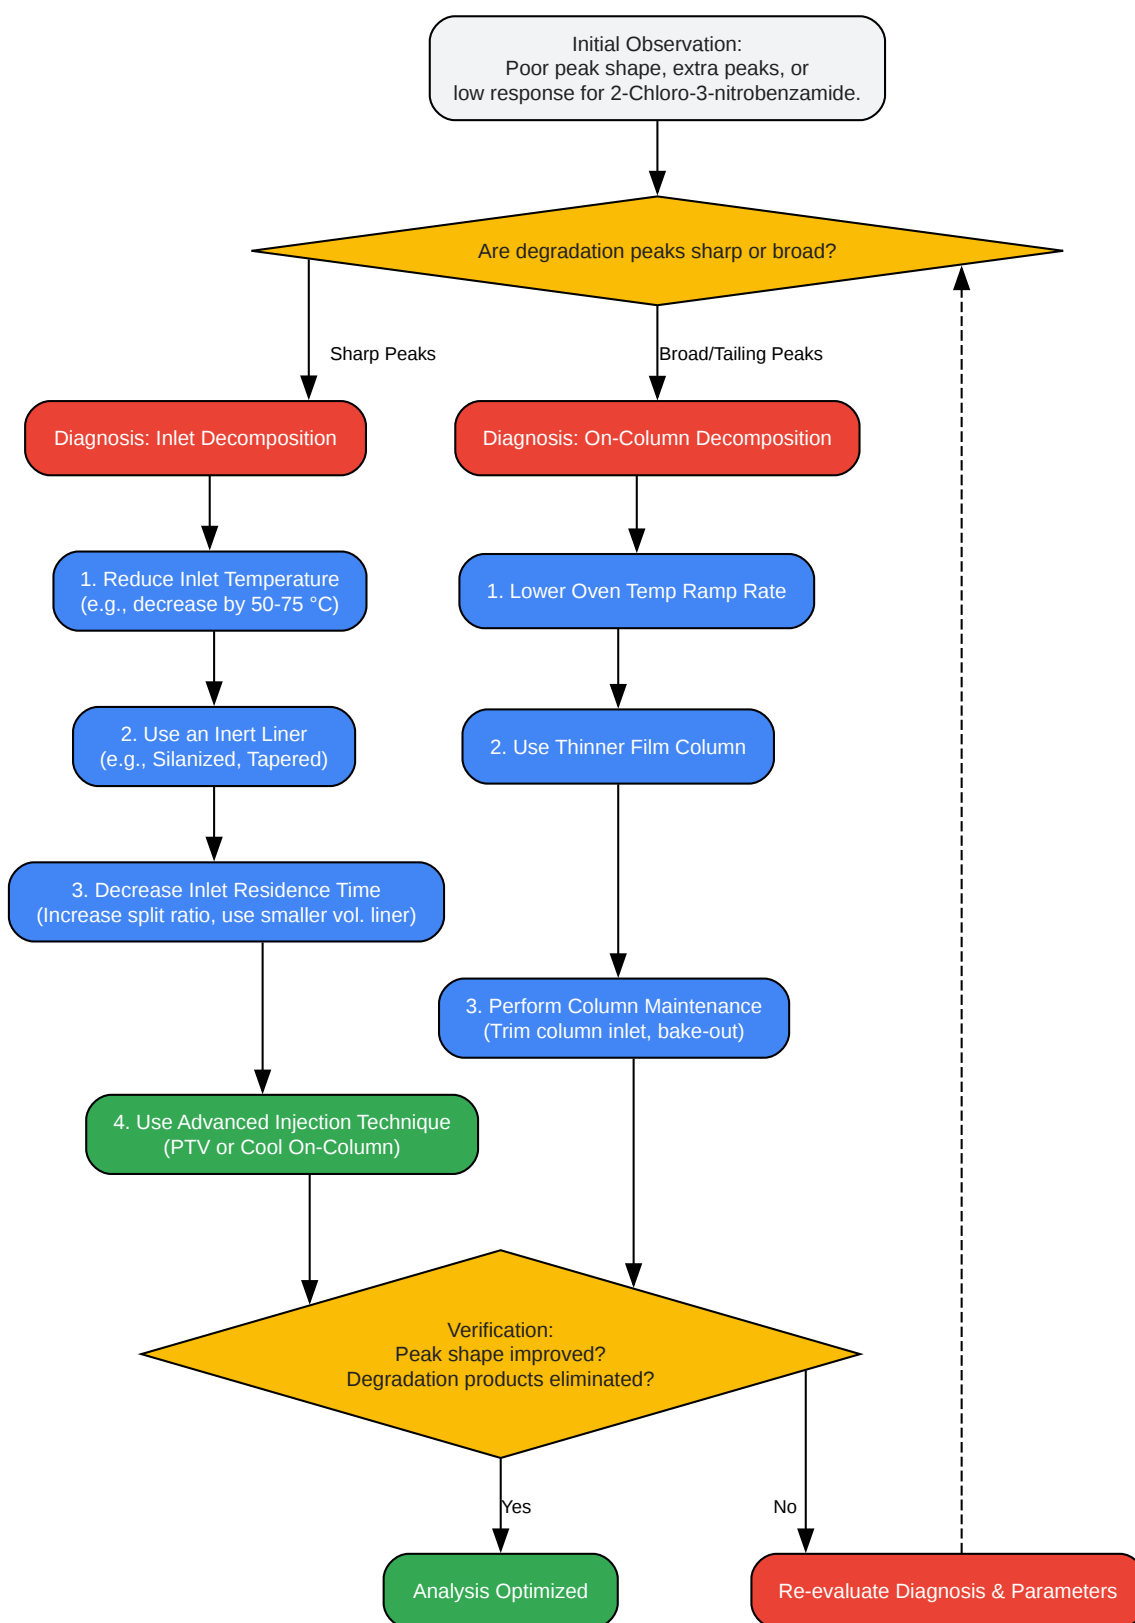 Initial Observation:
Poor peak shape, extra peaks, or
low response for 2-Chloro-3-nitrobenzamide.
Are degradation peaks sharp or broad?
Sharp Peaks
Broad/Tailing Peaks
Diagnosis: Inlet Decomposition
Diagnosis: On-Column Decomposition
1. Reduce Inlet Temperature
(e.g., decrease by 50-75 °C)
1. Lower Oven Temp Ramp Rate
2. Use an Inert Liner
(e.g., Silanized, Tapered)
2. Use Thinner Film Column
3. Decrease Inlet Residence Time
(Increase split ratio, use smaller vol. liner)
3. Perform Column Maintenance
(Trim column inlet, bake-out)
4. Use Advanced Injection Technique
(PTV or Cool On-Column)
Verification:
Peak shape improved?
Degradation products eliminated?
Yes
No
Analysis Optimized
Re-evaluate Diagnosis & Parameters